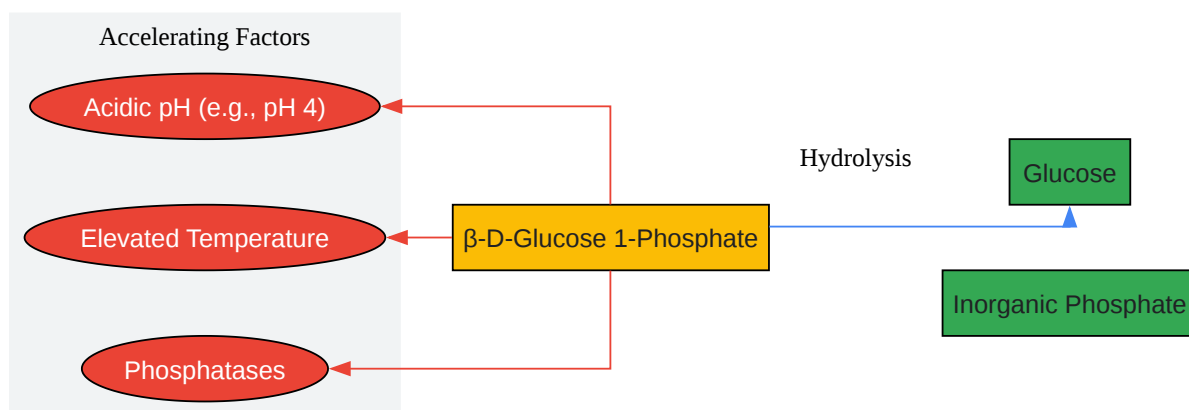 Accelerating Factors
Acidic pH (e.g., pH 4)
Elevated Temperature
Phosphatases
β-D-Glucose 1-Phosphate
Hydrolysis
Glucose
Inorganic Phosphate